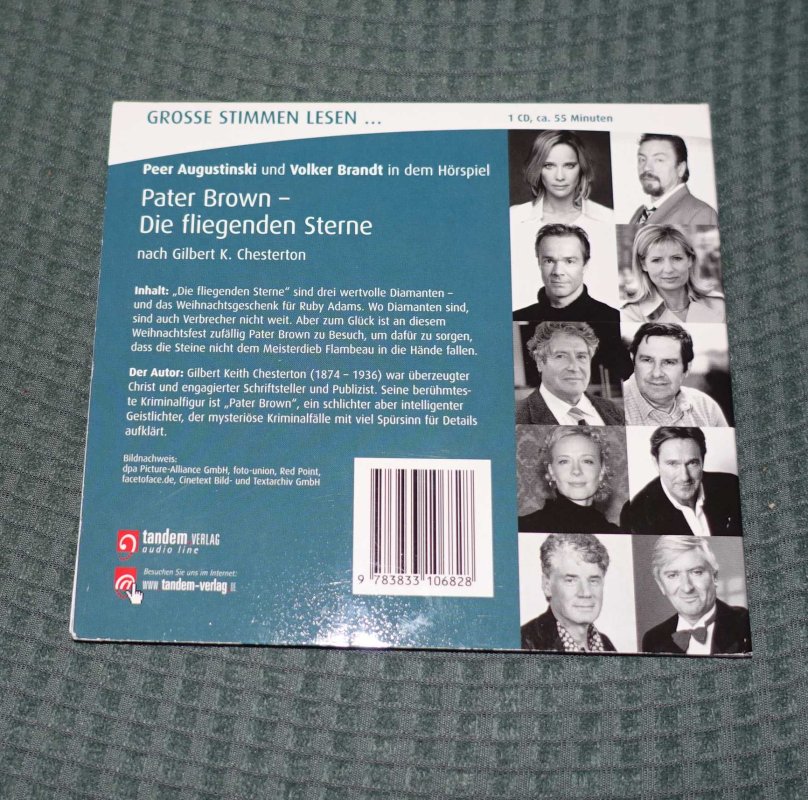 GROSSE STIMMEN LESEN ...
1 CD, ca. 55 Minuten
Peer Augustinski und Volker Brandt in dem Hörspiel
Pater Brown –
Die fliegenden Sterne
nach Gilbert K. Chesterton
Inhalt: „Die fliegenden Sterne“ sind drei wertvolle Diamanten –
und das Weihnachtsgeschenk für Ruby Adams. Wo Diamanten sind,
sind auch Verbrecher nicht weit. Aber zum Glück ist an diesem
Weihnachtsfest zufällig Pater Brown zu Besuch, um dafür zu sorgen,
dass die Steine nicht dem Meisterdieb Flambeau in die Hände fallen.
Der Autor: Gilbert Keith Chesterton (1874 – 1936) war überzeugter
Christ und engagierter Schriftsteller und Publizist. Seine berühmtes-
te Kriminalfigur ist „Pater Brown“, ein schlichter aber intelligenter
Geistlicher, der mysteriöse Kriminalfälle mit viel Spürsinn für Details
aufklärt.
Bildnachweis:
dpa Picture-Alliance GmbH, foto-union, Red Point,
facetoface.de, Cinetext Bild- und Textarchiv GmbH
tandem VERLAG
audio line
Besuchen Sie uns im Internet:
www tandem-verlag DE
9 783833 106828